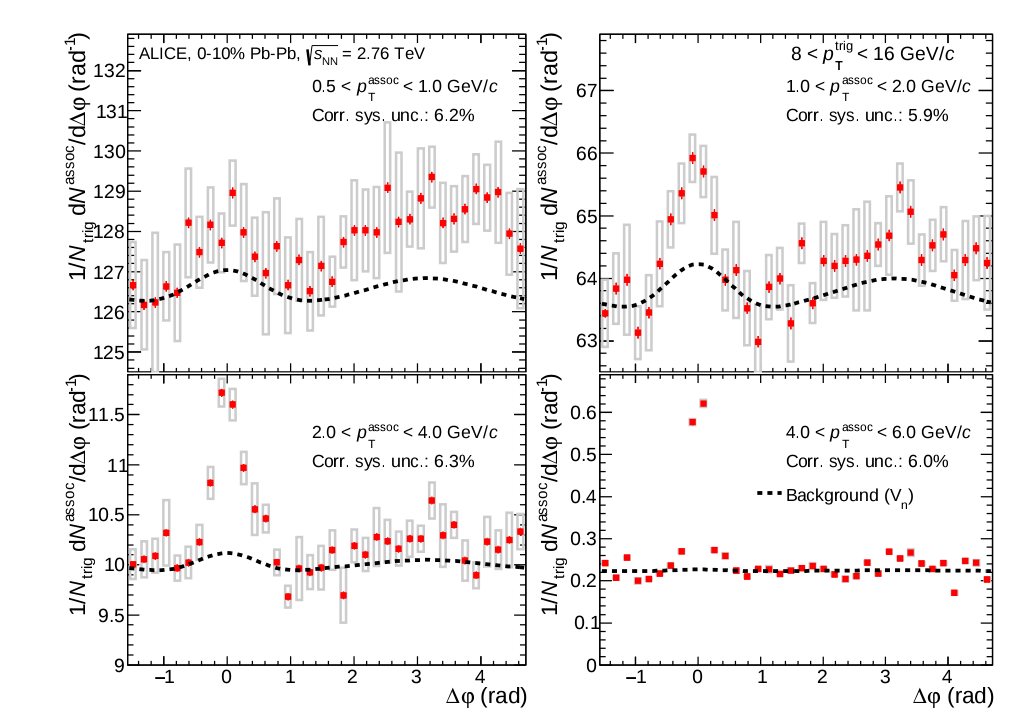 ALICE, 0-10% Pb-Pb, √sNN = 2.76 TeV
0.5 < pTassoc < 1.0 GeV/c
Corr. sys. unc.: 6.2%
1/Ntrig dNassoc/dΔφ (rad-1)
132
131
130
129
128
127
126
125
8 < pTtrig < 16 GeV/c
1.0 < pTassoc < 2.0 GeV/c
Corr. sys. unc.: 5.9%
1/Ntrig dNassoc/dΔφ (rad-1)
67
66
65
64
63
2.0 < pTassoc < 4.0 GeV/c
Corr. sys. unc.: 6.3%
1/Ntrig dNassoc/dΔφ (rad-1)
11.5
11
10.5
10
9.5
9
−1 0 1 2 3 4
Δφ (rad)
4.0 < pTassoc < 6.0 GeV/c
Corr. sys. unc.: 6.0%
Background (Vn)
1/Ntrig dNassoc/dΔφ (rad-1)
0.6
0.5
0.4
0.3
0.2
0.1
0
−1 0 1 2 3 4
Δφ (rad)